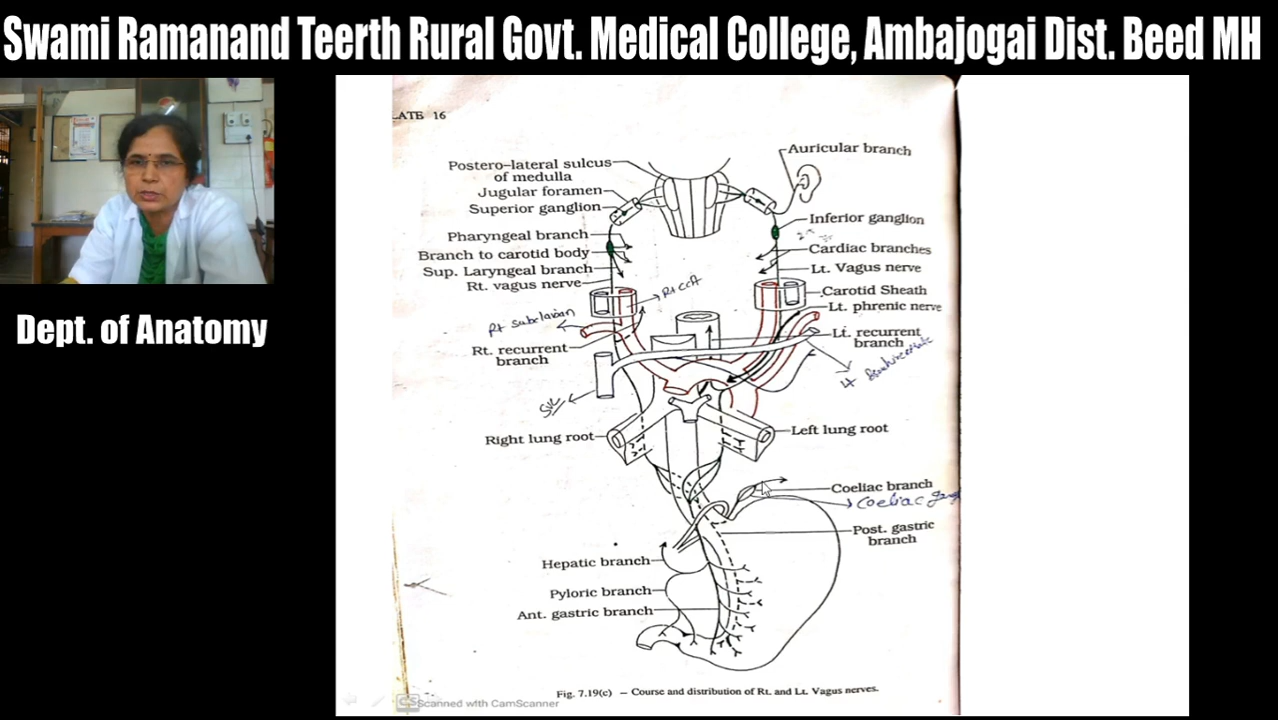 Swami Ramanand Teerth Rural Govt. Medical College, Ambajogai Dist. Beed MH
Dept. of Anatomy
LATE 16
Postero-lateral sulcus
of medulla
Jugular foramen
Superior ganglion
Pharyngeal branch
Branch to carotid body
Sup. Laryngeal branch
Rt. vagus nerve
Rt CCA
Rt subclavian
Rt. recurrent
branch
SVC
Right lung root
Hepatic branch
Pyloric branch
Ant. gastric branch
Auricular branch
Inferior ganglion
Cardiac branches
Lt. Vagus nerve
Carotid Sheath
Lt. phrenic nerve
Lt. recurrent
branch
Lt
Left lung root
Coeliac branch
Coeliac gang
Post. gastric
branch
Fig. 7.19(c) – Course and distribution of Rt. and Lt. Vagus nerves.
CS Scanned with CamScanner